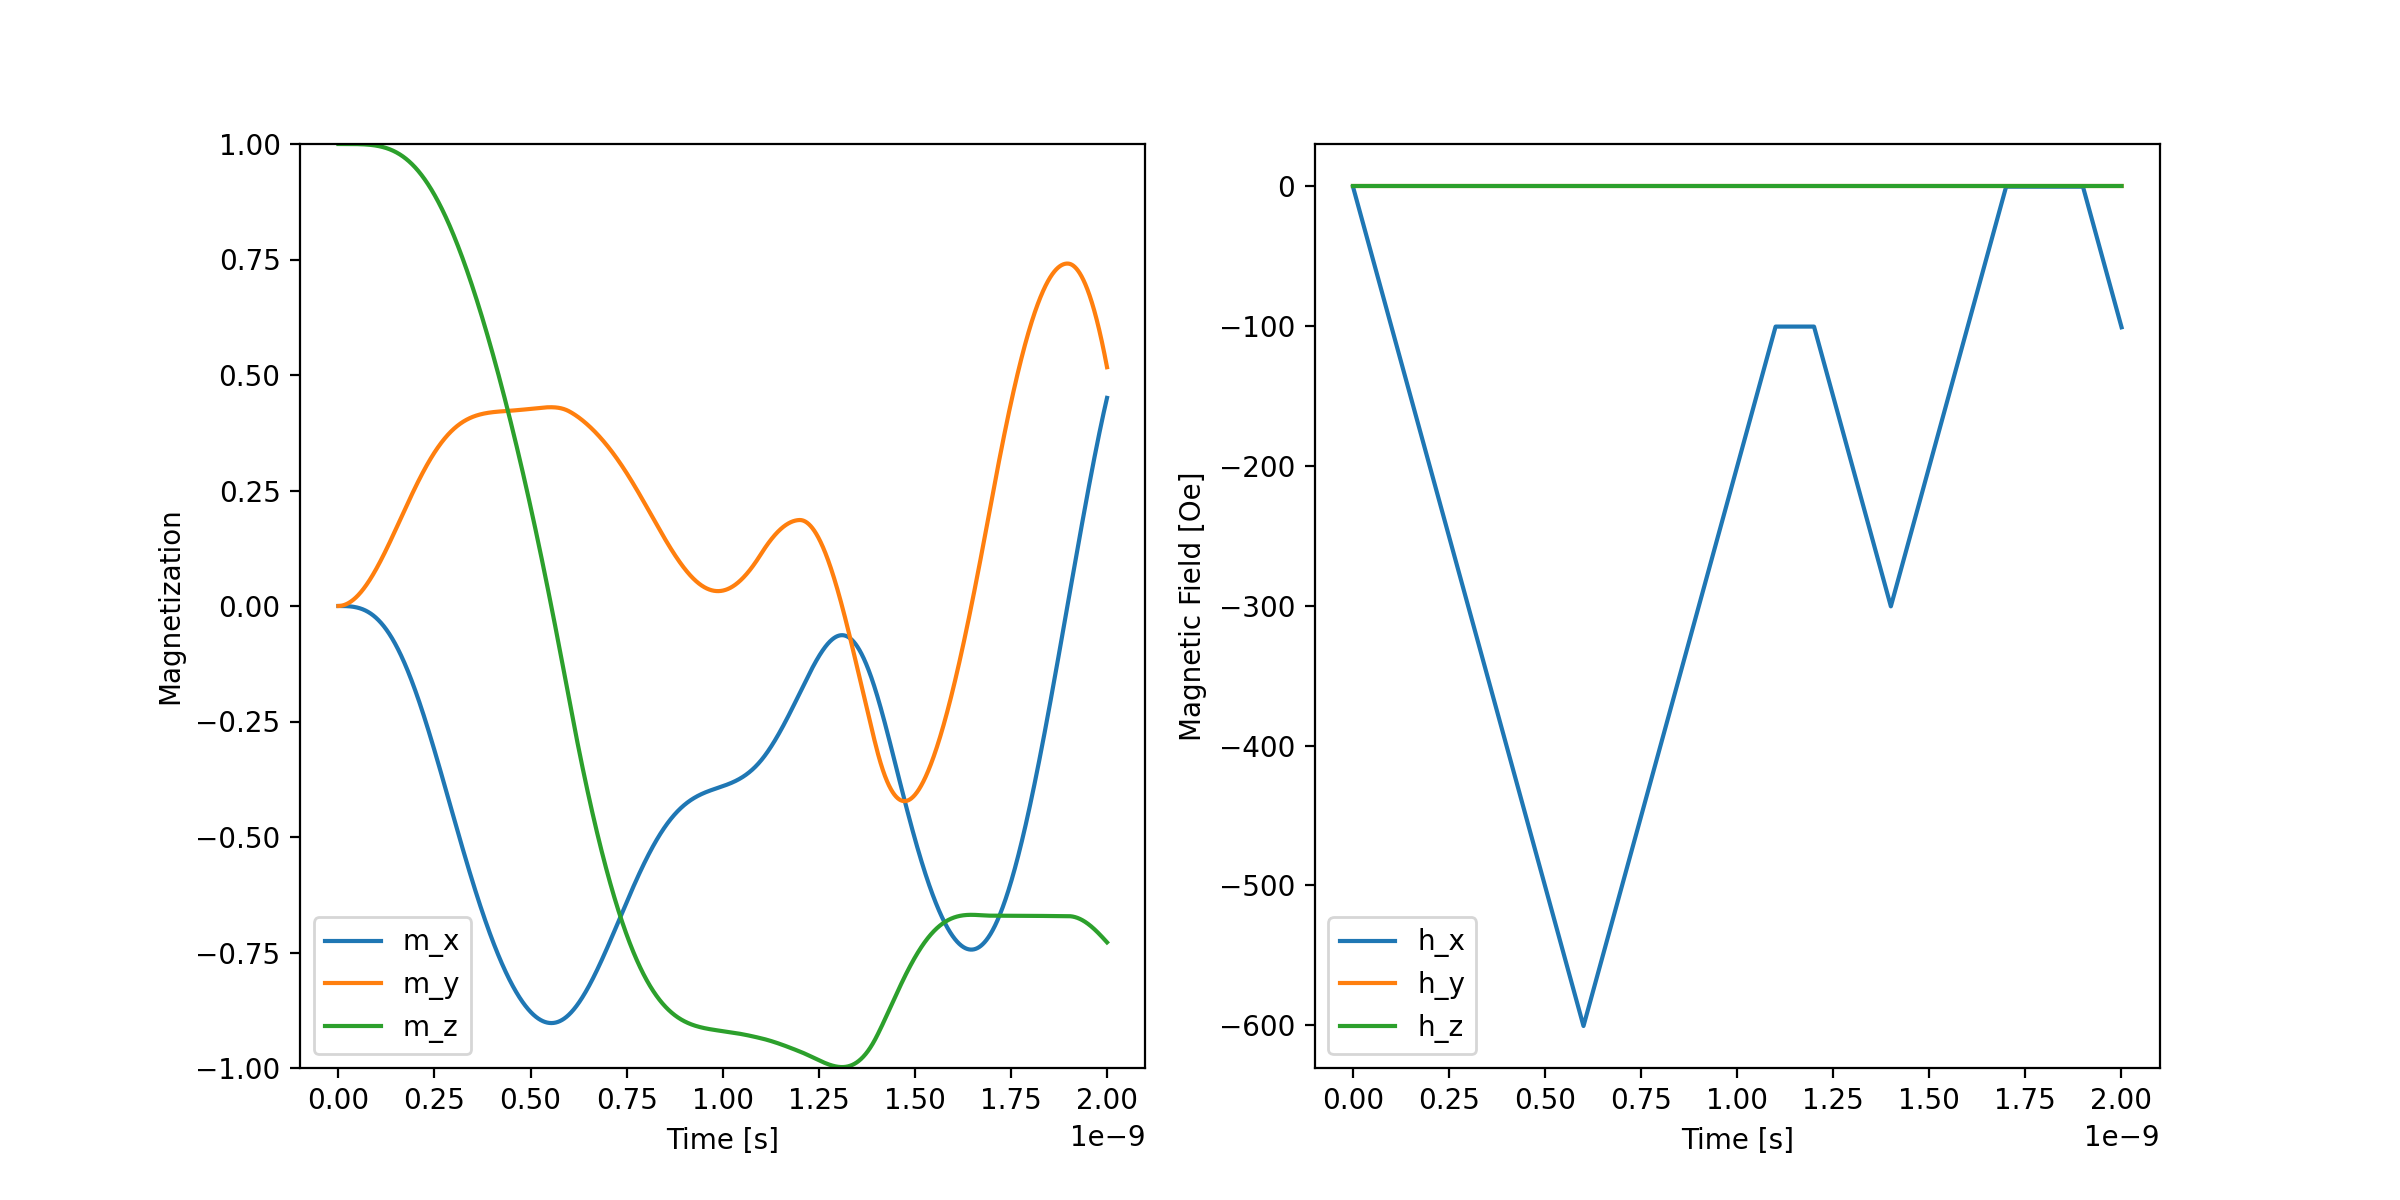 1.00
0.75
0.50
0.25
0.00
−0.25
−0.50
−0.75
−1.00
Magnetization
m_x
m_y
m_z
0.00 0.25 0.50 0.75 1.00 1.25 1.50 1.75 2.00
Time [s]
1e−9
0
−100
−200
−300
−400
−500
−600
Magnetic Field [Oe]
h_x
h_y
h_z
0.00 0.25 0.50 0.75 1.00 1.25 1.50 1.75 2.00
Time [s]
1e−9